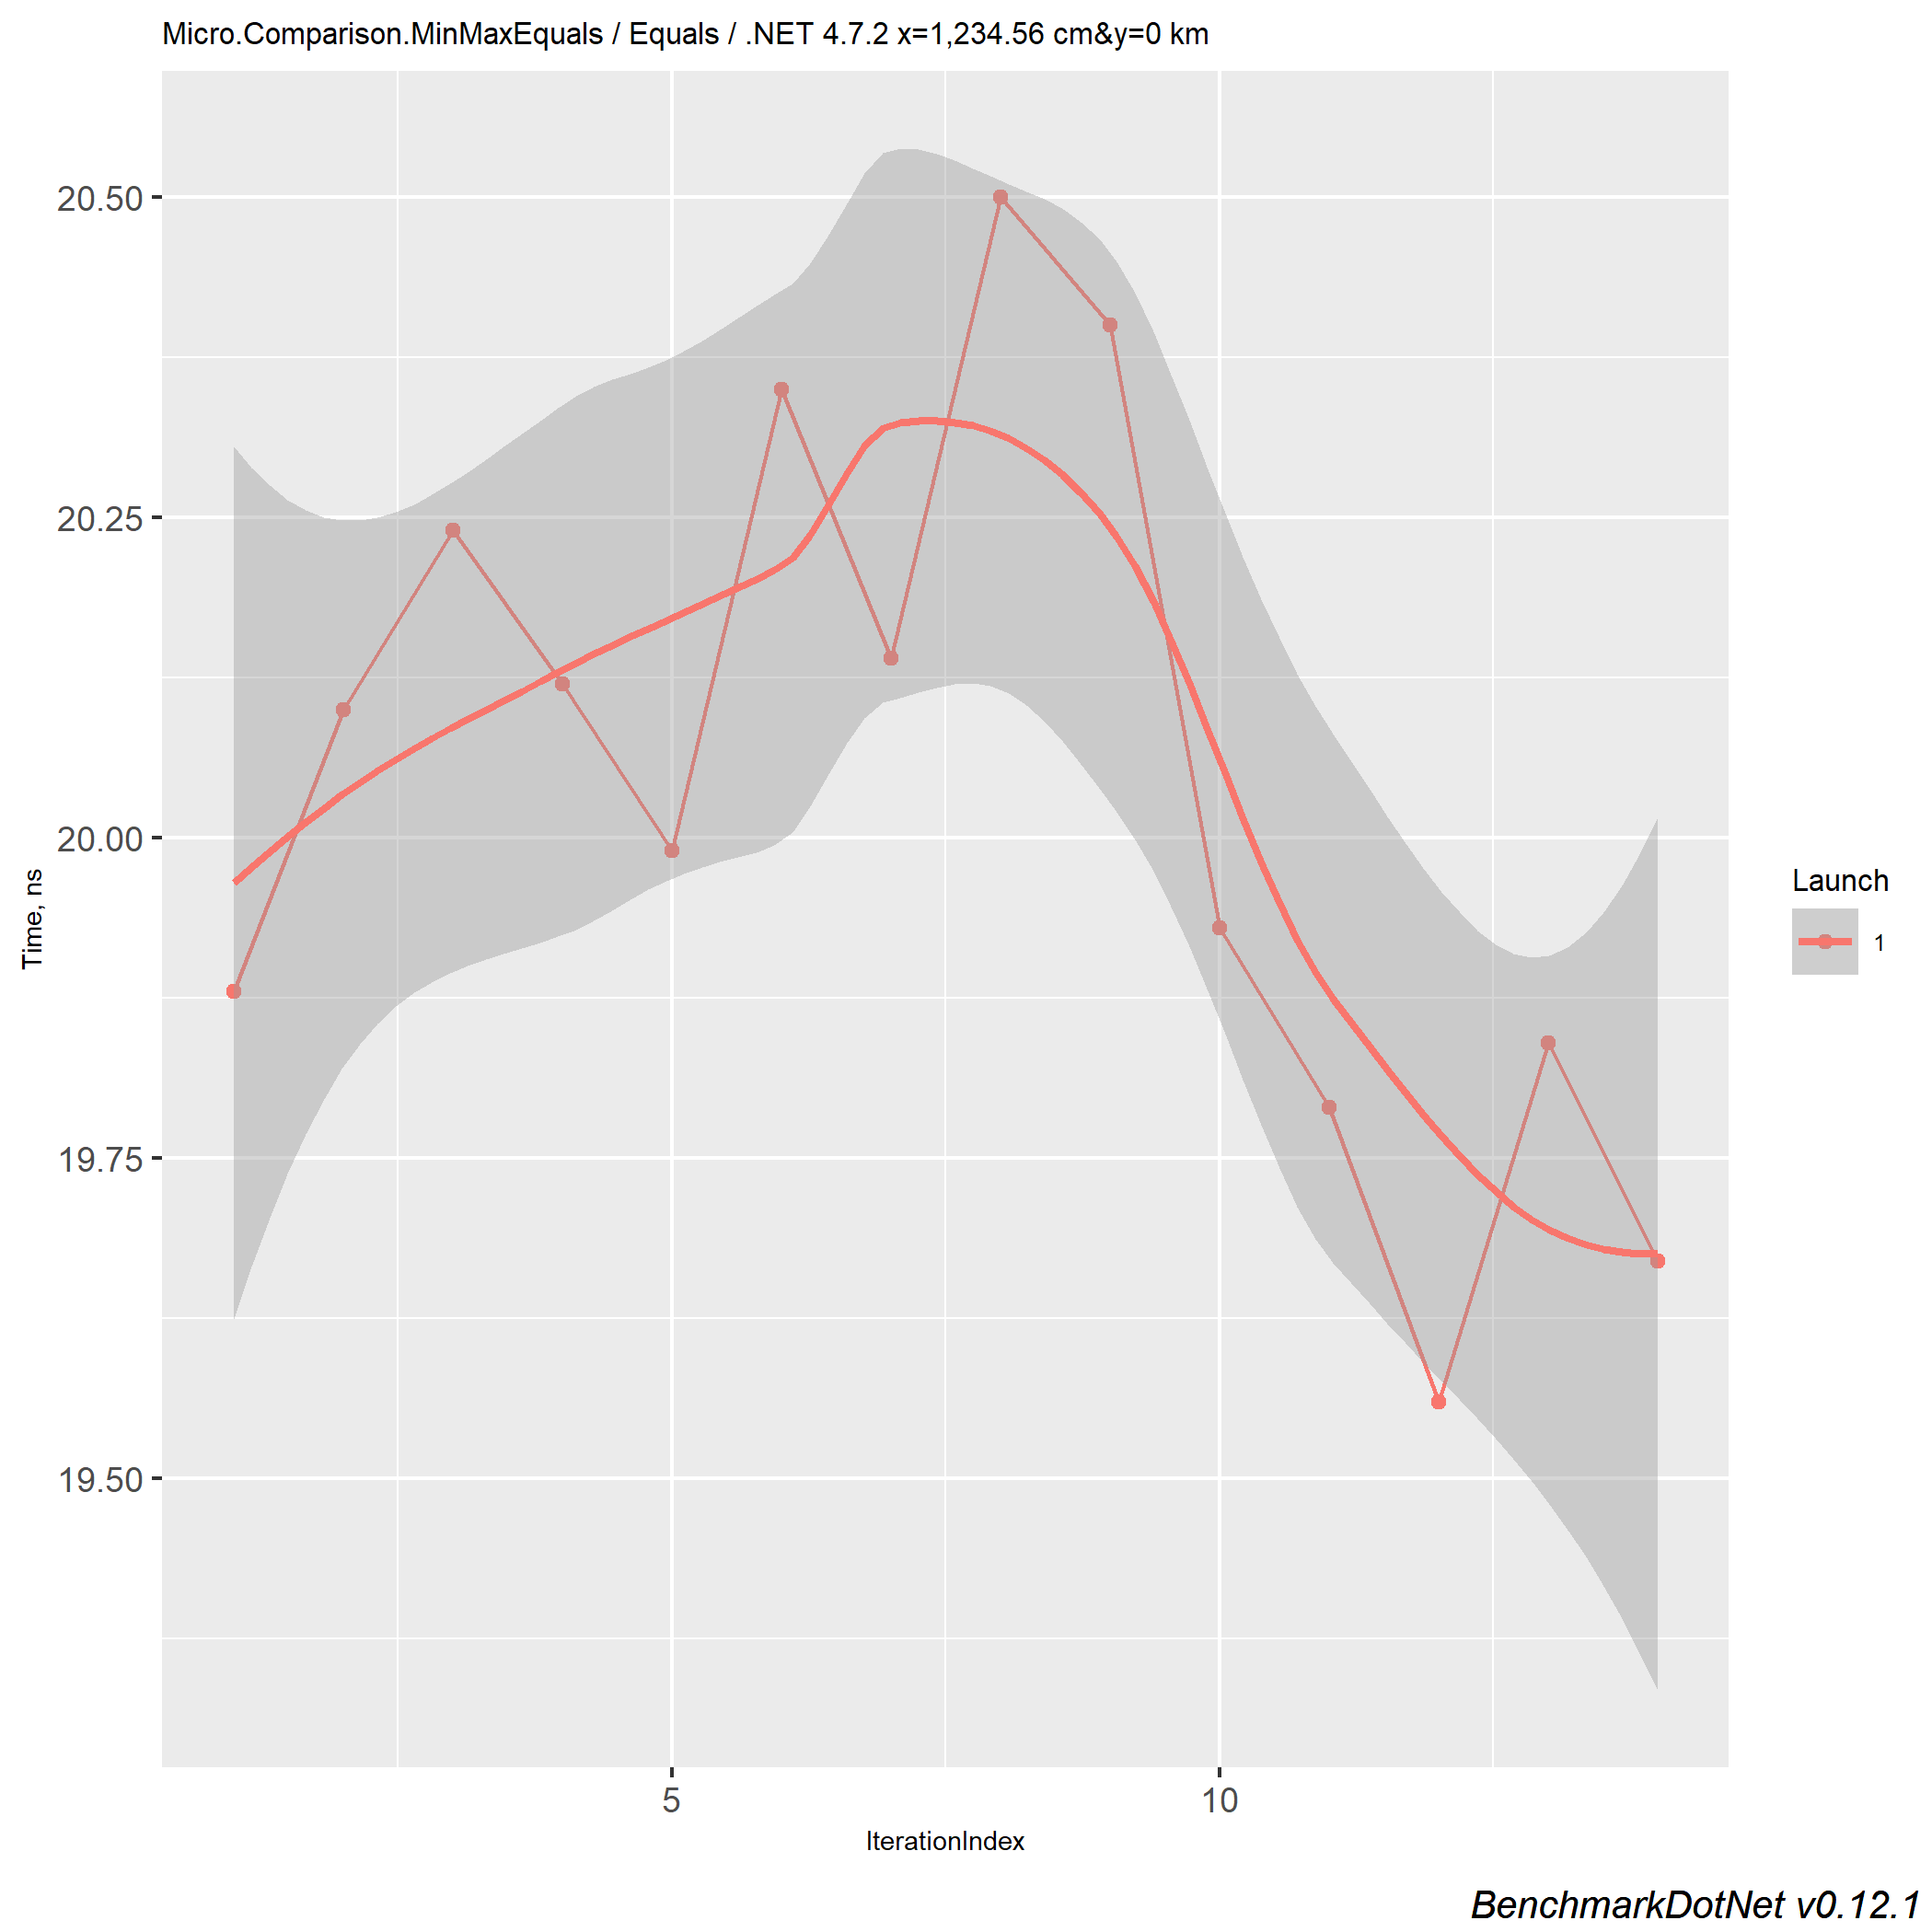 Micro.Comparison.MinMaxEquals / Equals / .NET 4.7.2 x=1,234.56 cm&y=0 km
20.50
20.25
20.00
19.75
19.50
Time, ns
5
10
IterationIndex
Launch
1
BenchmarkDotNet v0.12.1